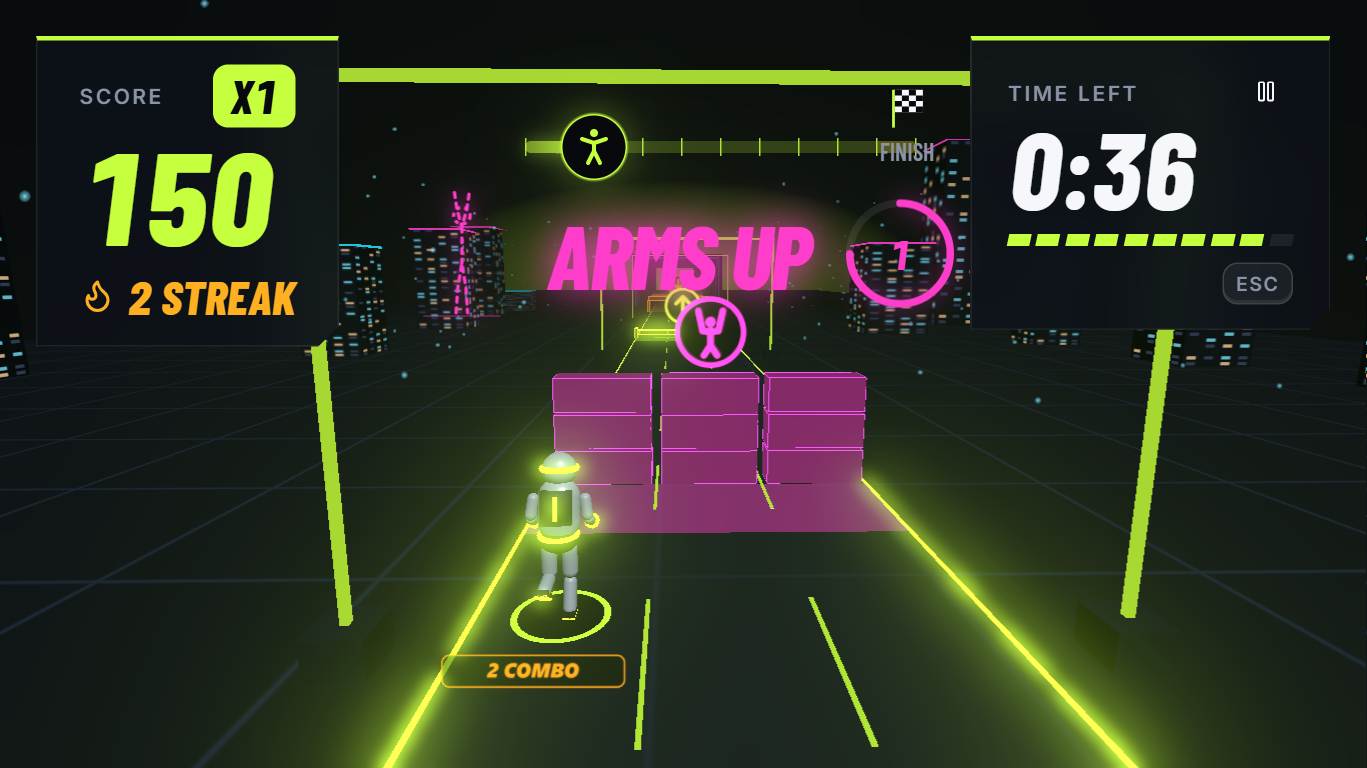 SCORE
X1
150
2 STREAK
FINISH
ARMS UP
1
TIME LEFT
0:36
ESC
2 COMBO